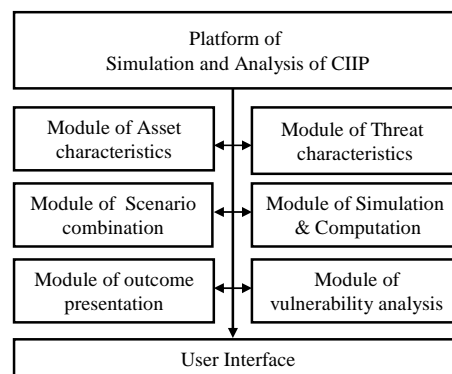 Platform of
Simulation and Analysis of CIIP
Module of Asset
characteristics
Module of Threat
characteristics
Module of Scenario
combination
Module of Simulation
& Computation
Module of outcome
presentation
Module of
vulnerability analysis
User Interface